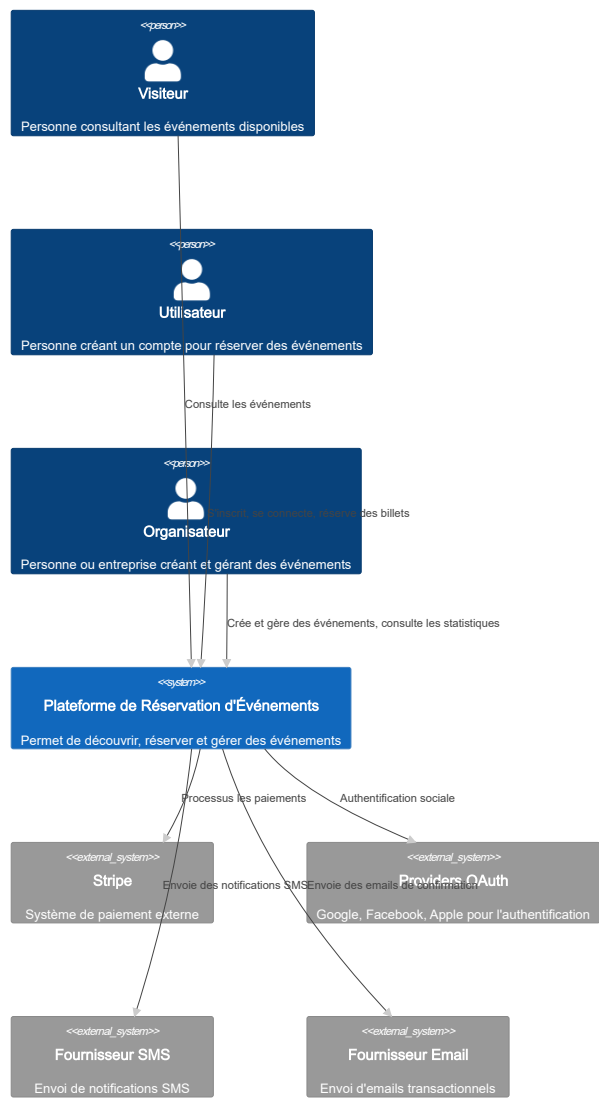 <<person>>
Visiteur
Personne consultant les événements disponibles
<<person>>
Utilisateur
Personne créant un compte pour réserver des événements
Consulte les événements
<<person>>
Organisateur
S'inscrit, se connecte, réserve des billets
Personne ou entreprise créant et gérant des événements
Crée et gère des événements, consulte les statistiques
<<system>>
Plateforme de Réservation d'Événements
Permet de découvrir, réserver et gérer des événements
Processus les paiements
Authentification sociale
<<external_system>>
Stripe
Système de paiement externe
<<external_system>>
Providers OAuth
Google, Facebook, Apple pour l'authentification
Envoie des notifications SMS
Envoie des emails de confirmation
<<external_system>>
Fournisseur SMS
Envoi de notifications SMS
<<external_system>>
Fournisseur Email
Envoi d'emails transactionnels